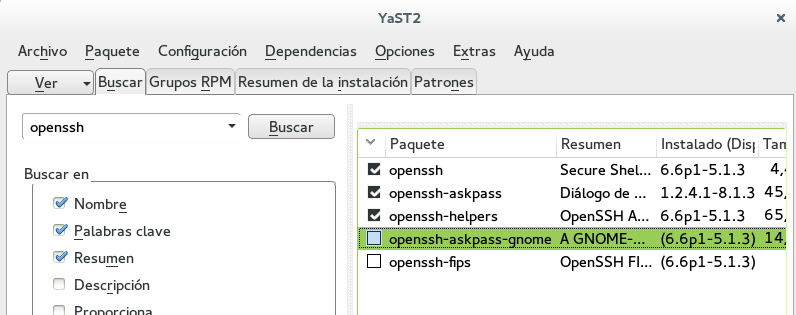 YaST2
Archivo Paquete Configuración Dependencias Opciones Extras Ayuda
Ver Buscar Grupos RPM Resumen de la instalación Patrones
openssh Buscar
Buscar en
Nombre
Palabras clave
Resumen
Descripción
Proporciona
Paquete Resumen Instalado (Disp Tam
openssh Secure Shel... 6.6p1-5.1.3 4,4
openssh-askpass Diálogo de ... 1.2.4.1-8.1.3 45,
openssh-helpers OpenSSH A... 6.6p1-5.1.3 65,
openssh-askpass-gnome A GNOME-... (6.6p1-5.1.3) 14,
openssh-fips OpenSSH FI... (6.6p1-5.1.3)